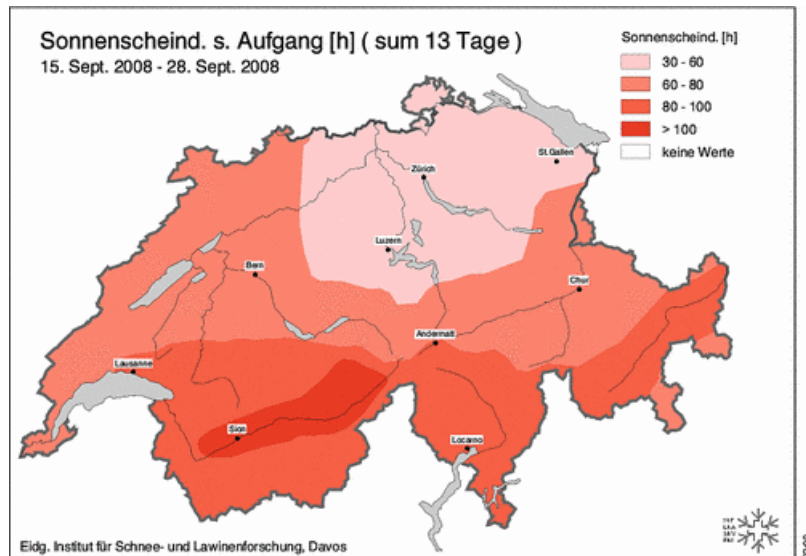 Sonnenscheind. s. Aufgang [h] ( sum 13 Tage )
15. Sept. 2008 - 28. Sept. 2008
Sonnenscheind. [h]
30 - 60
60 - 80
80 - 100
> 100
keine Werte
St.Gallen
Zürich
Luzern
Bern
Chur
Andermatt
Lausanne
Sion
Locarno
Eidg. Institut für Schnee- und Lawinenforschung, Davos